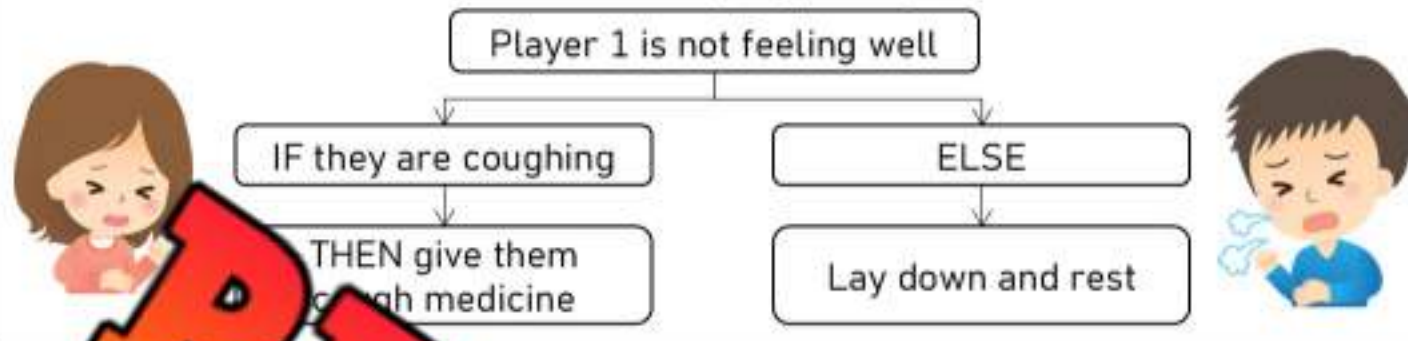 Player 1 is not feeling well
IF they are coughing
ELSE
THEN give them
cough medicine
Lay down and rest